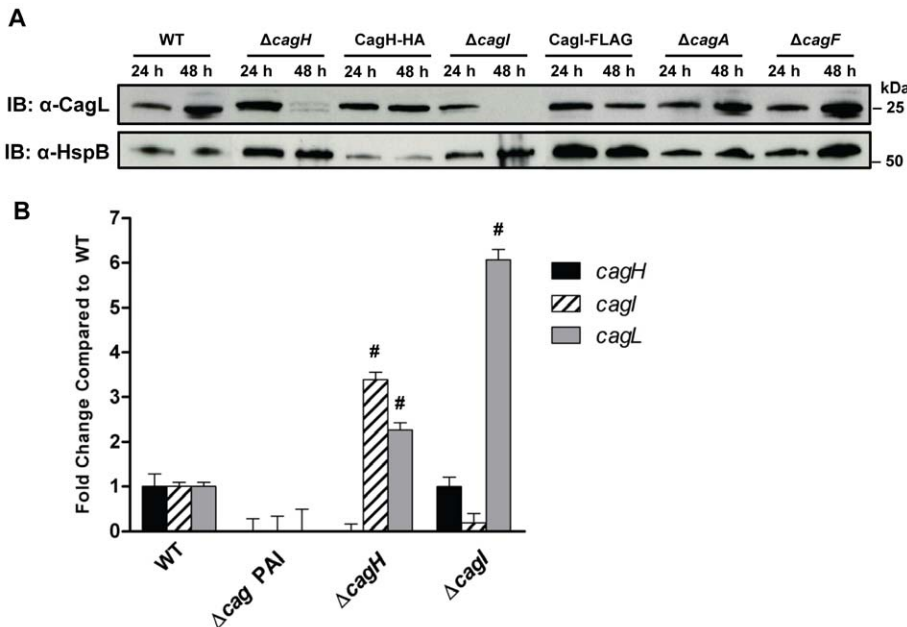 A
WT ΔcagH CagH-HA ΔcagI CagI-FLAG ΔcagA ΔcagF
24 h 48 h 24 h 48 h 24 h 48 h 24 h 48 h 24 h 48 h 24 h 48 h 24 h 48 h
kDa
IB: α-CagL 25
IB: α-HspB 50
B
Fold Change Compared to WT
7
6
5
4
3
2
1
0
# # #
cagH
cagI
cagL
WT Δcag PAI ΔcagH ΔcagI